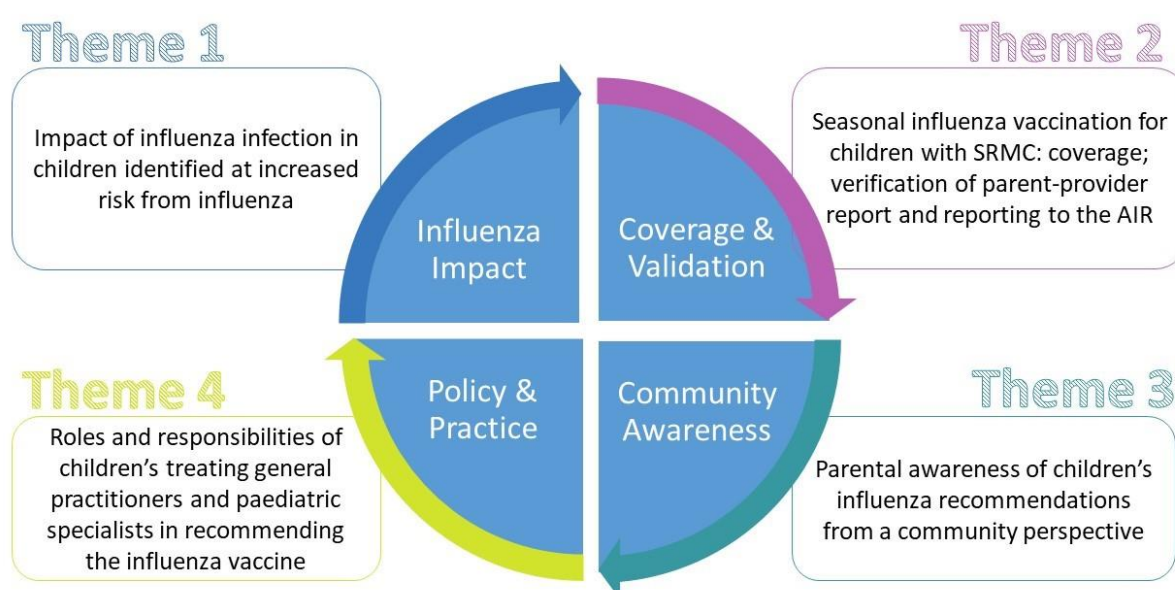 Theme 1
Impact of influenza infection in
children identified at increased
risk from influenza
Influenza
Impact
Theme 2
Seasonal influenza vaccination for
children with SRMC: coverage;
verification of parent-provider
report and reporting to the AIR
Coverage &
Validation
Theme 4
Roles and responsibilities of
children’s treating general
practitioners and paediatric
specialists in recommending
the influenza vaccine
Policy &
Practice
Community
Awareness
Theme 3
Parental awareness of children’s
influenza recommendations
from a community perspective